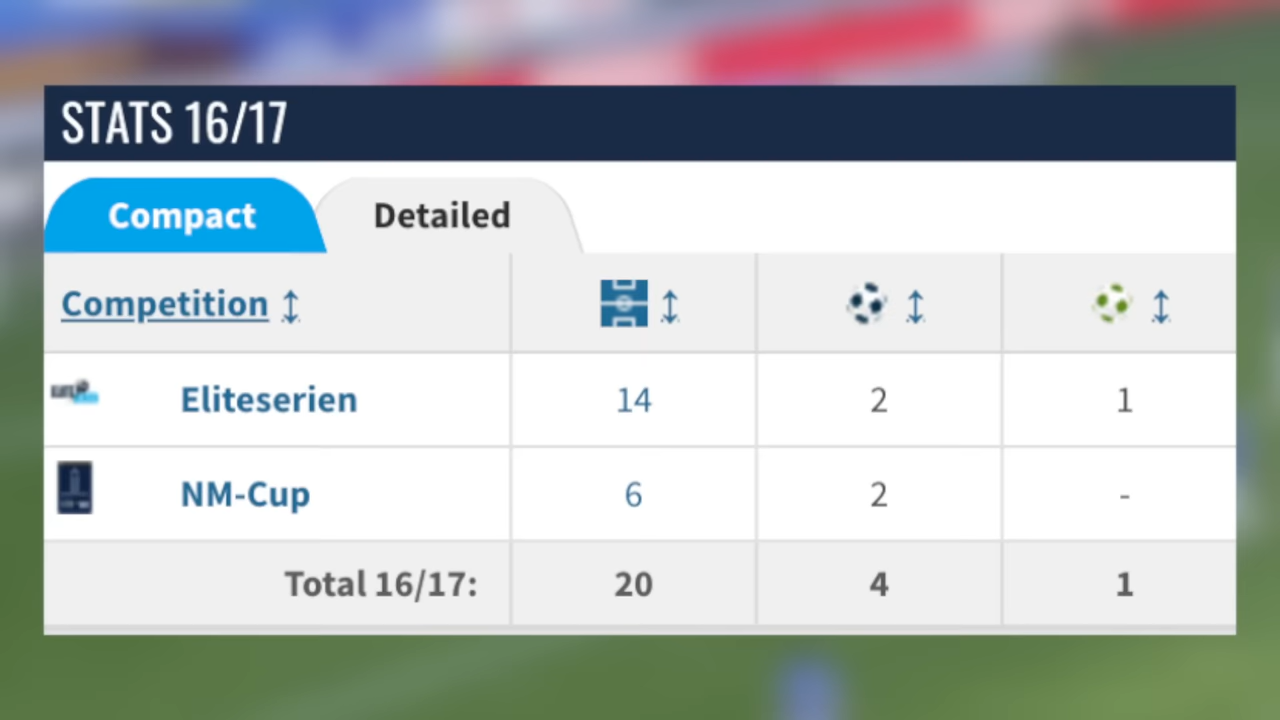 STATS 16/17
Compact Detailed
Competition
Eliteserien 14 2 1
NM-Cup 6 2 -
Total 16/17: 20 4 1